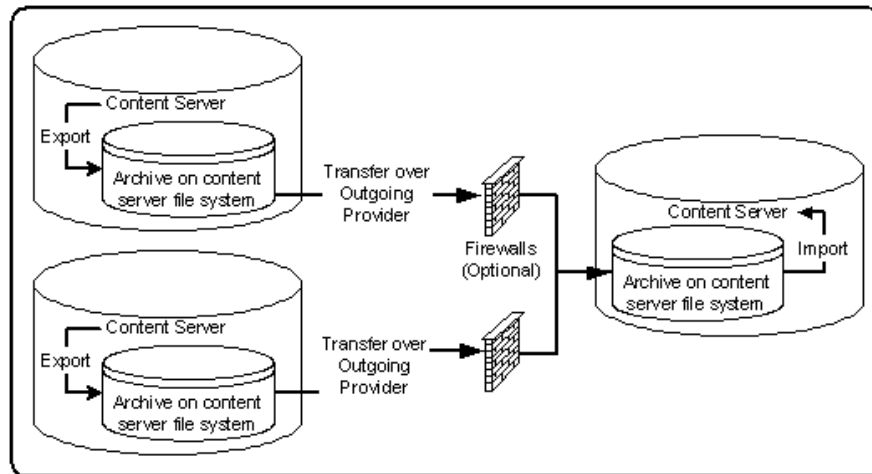 Content Server
Export
Archive on content
server file system
Transfer over
Outgoing
Provider
Firewalls
(Optional)
Content Server
Import
Archive on content
server file system
Content Server
Export
Archive on content
server file system
Transfer over
Outgoing
Provider